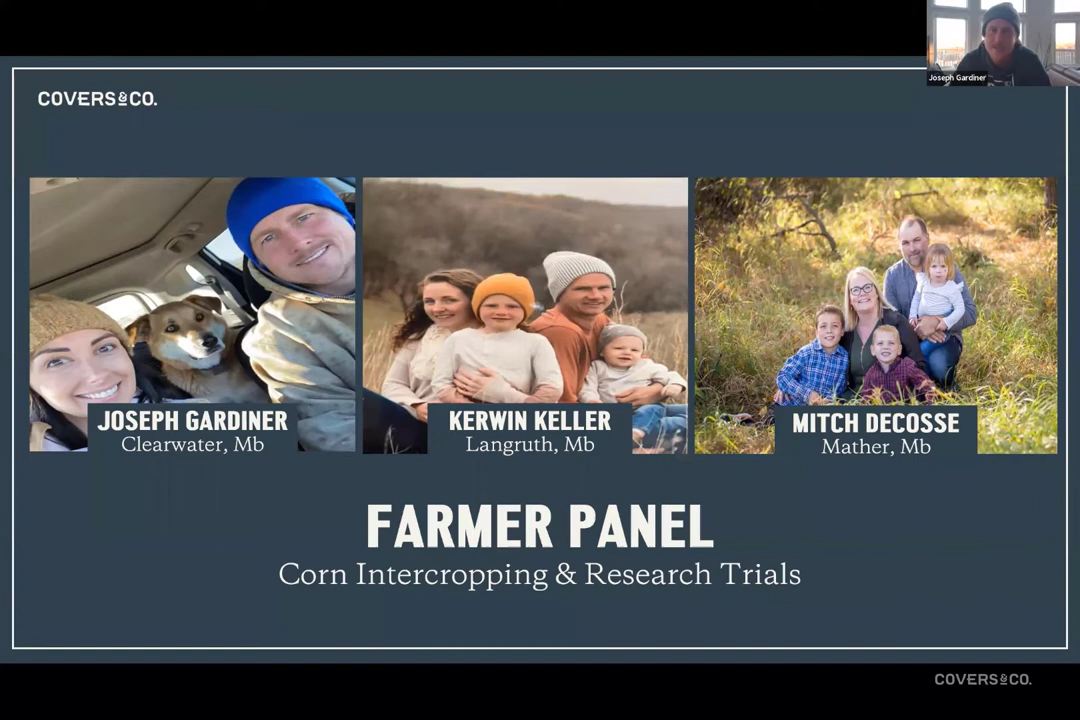 Joseph Gardiner
COVERS&CO.
JOSEPH GARDINER
Clearwater, Mb
KERWIN KELLER
Langruth, Mb
MITCH DECOSSE
Mather, Mb
FARMER PANEL
Corn Intercropping & Research Trials
COVERS&CO.